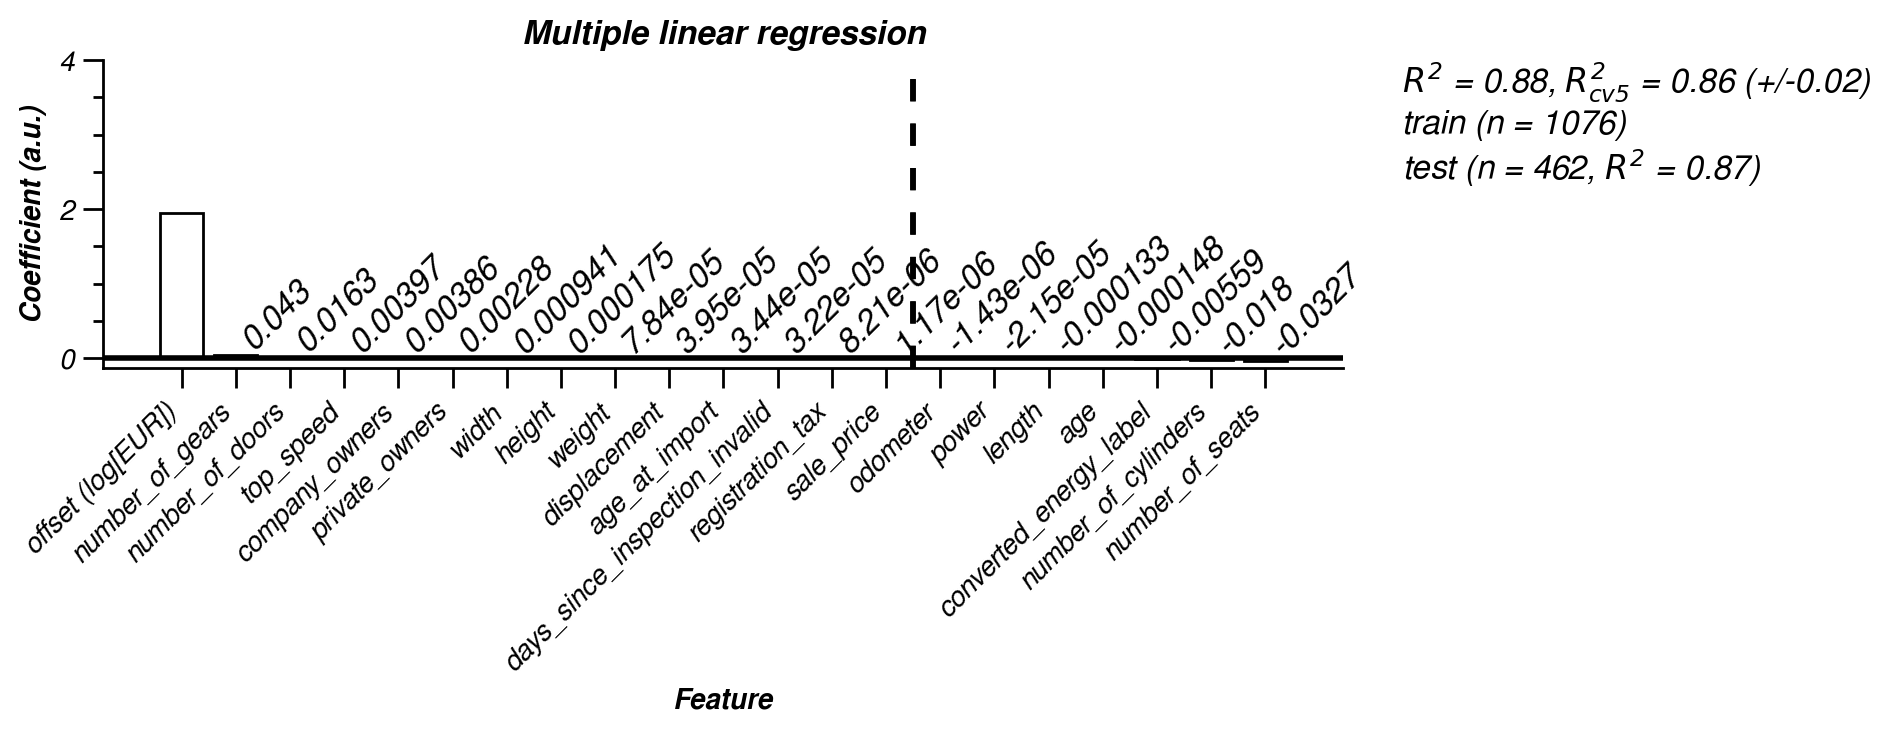 Multiple linear regression
R² = 0.88, R²cv5 = 0.86 (+/-0.02)
train (n = 1076)
test (n = 462, R² = 0.87)
Coefficient (a.u.)
4
2
0
0.043
0.0163
0.00397
0.00386
0.00228
0.000941
0.000175
7.84e-05
3.95e-05
3.44e-05
3.22e-05
8.21e-06
1.17e-06
-1.43e-06
-2.15e-05
-0.000133
-0.000148
-0.00559
-0.018
-0.0327
offset (log[EUR])
number_of_gears
number_of_doors
top_speed
company_owners
private_owners
width
height
weight
displacement
age_at_import
days_since_inspection_invalid
registration_tax
sale_price
odometer
power
length
age
converted_energy_label
number_of_cylinders
number_of_seats
Feature